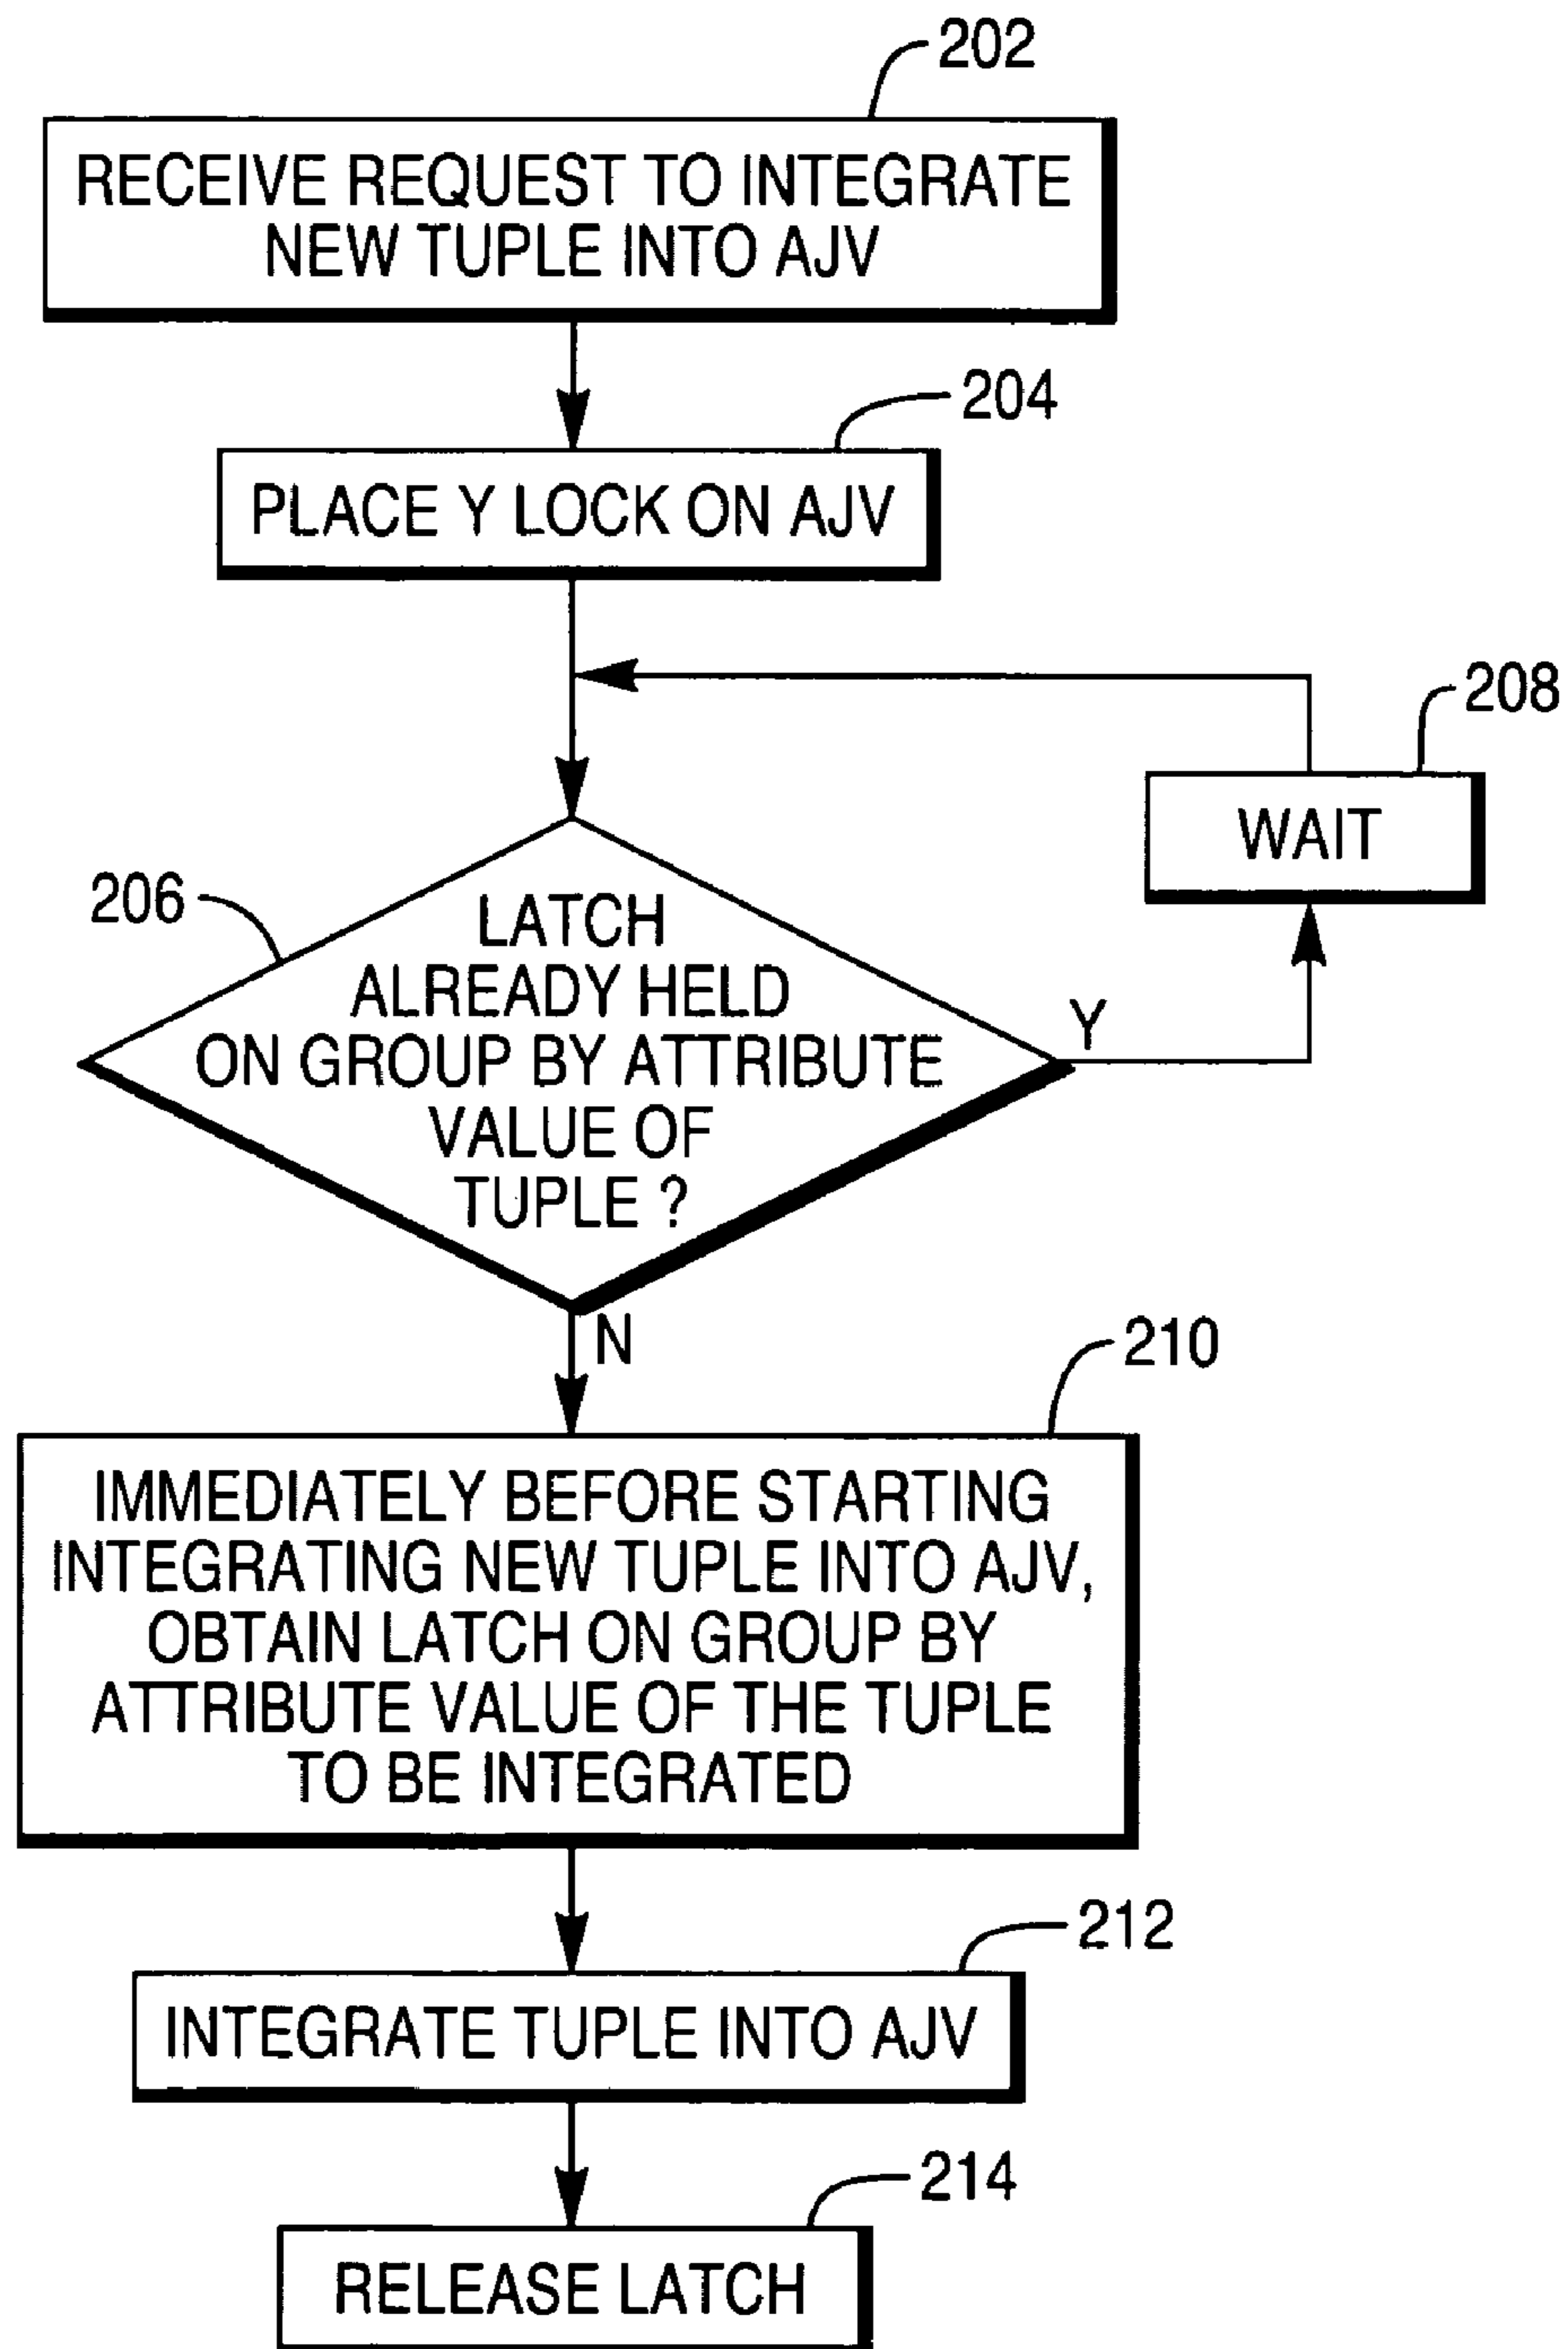 202
RECEIVE REQUEST TO INTEGRATE
NEW TUPLE INTO AJV
204
PLACE Y LOCK ON AJV
208
WAIT
206
LATCH
ALREADY HELD
ON GROUP BY ATTRIBUTE
VALUE OF
TUPLE ?
Y
N
210
IMMEDIATELY BEFORE STARTING
INTEGRATING NEW TUPLE INTO AJV,
OBTAIN LATCH ON GROUP BY
ATTRIBUTE VALUE OF THE TUPLE
TO BE INTEGRATED
212
INTEGRATE TUPLE INTO AJV
214
RELEASE LATCH